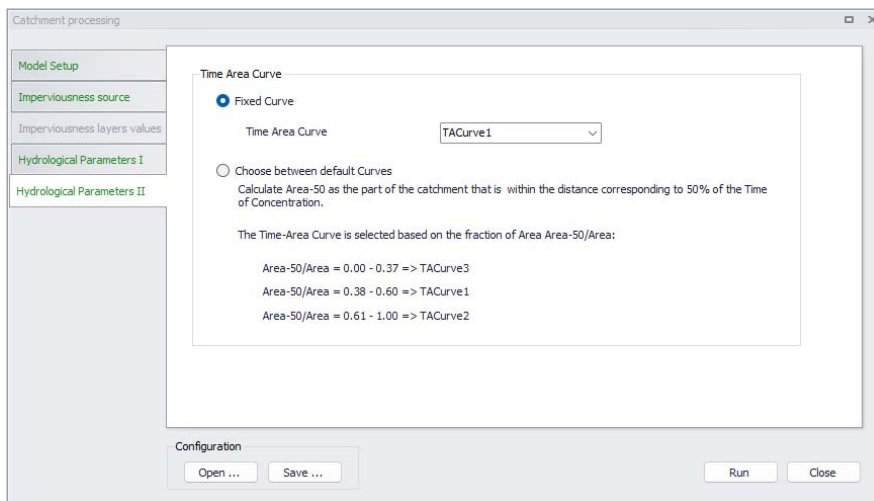 Catchment processing
Model Setup
Imperviousness source
Imperviousness layers values
Hydrological Parameters I
Hydrological Parameters II
Time Area Curve
Fixed Curve
Time Area Curve
TACurve1
Choose between default Curves
Calculate Area-50 as the part of the catchment that is within the distance corresponding to 50% of the Time
of Concentration.
The Time-Area Curve is selected based on the fraction of Area Area-50/Area:
Area-50/Area = 0.00 - 0.37 => TACurve3
Area-50/Area = 0.38 - 0.60 => TACurve1
Area-50/Area = 0.61 - 1.00 => TACurve2
Configuration
Open ...
Save ...
Run
Close